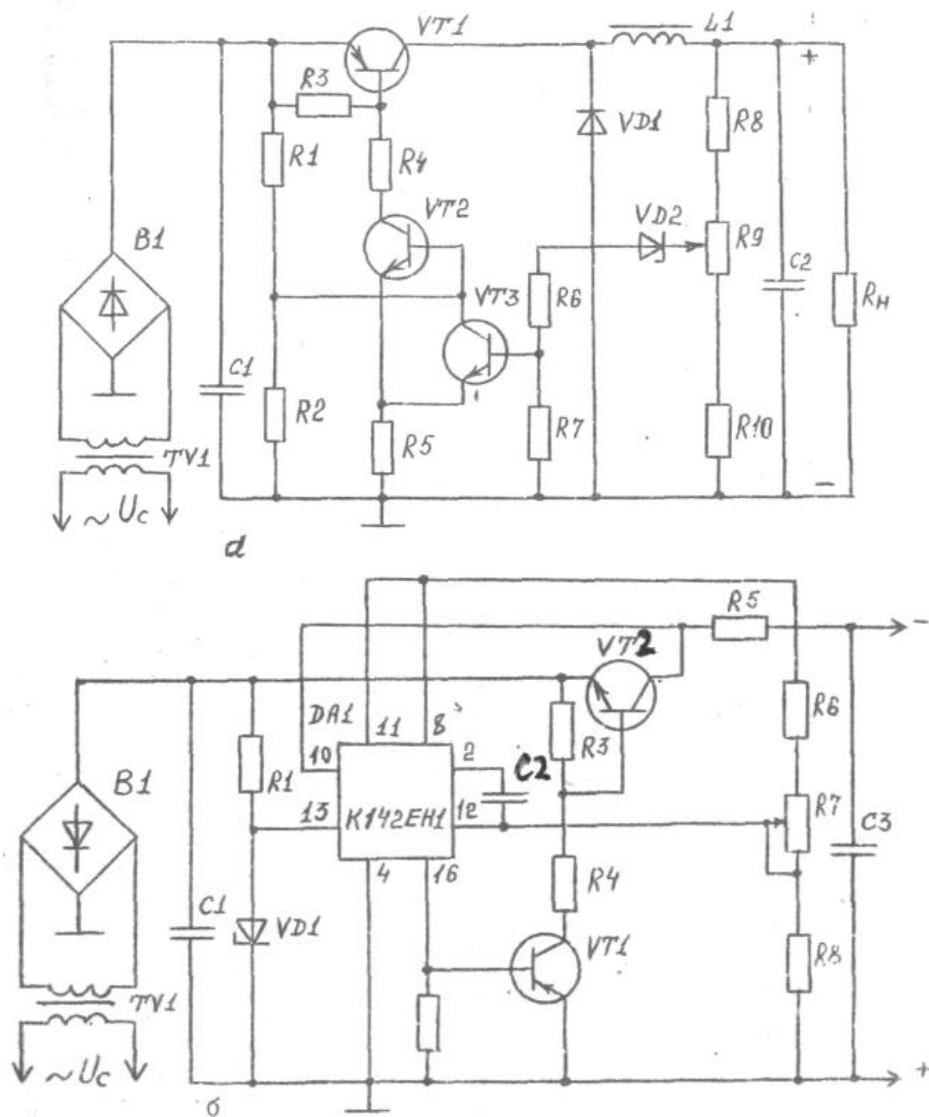 VT1
L1
+
R3
R8
VD1
R1
R4
VT2
VD2
B1
R9
C2
VT3
R6
Rн
C1
R2
R7
R10
R5
TV1
−
~ Uc
a
R5
−
VT2
DA1
11
8
R6
R3
10
2
C2
B1
R1
R7
13
К142ЕН1
12
C3
4
16
R4
C1
VD1
VT1
R8
TV1
~ Uc
+
б